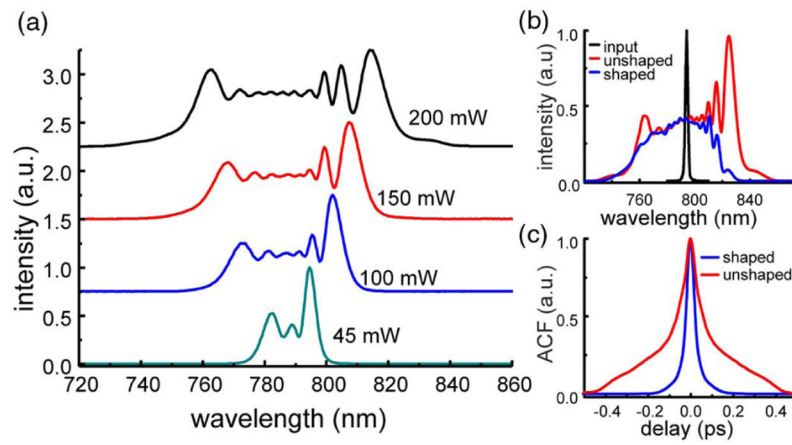 (a)
3.0
2.5
2.0
1.5
1.0
0.5
0.0
intensity (a.u.)
200 mW
150 mW
100 mW
45 mW
720 740 760 780 800 820 840 860
wavelength (nm)
(b)
1.0
0.5
0.0
intensity (a.u)
input
unshaped
shaped
760 800 840
wavelength (nm)
(c)
1.0
0.5
0.0
ACF (a.u.)
shaped
unshaped
-0.4 -0.2 0.0 0.2 0.4
delay (ps)